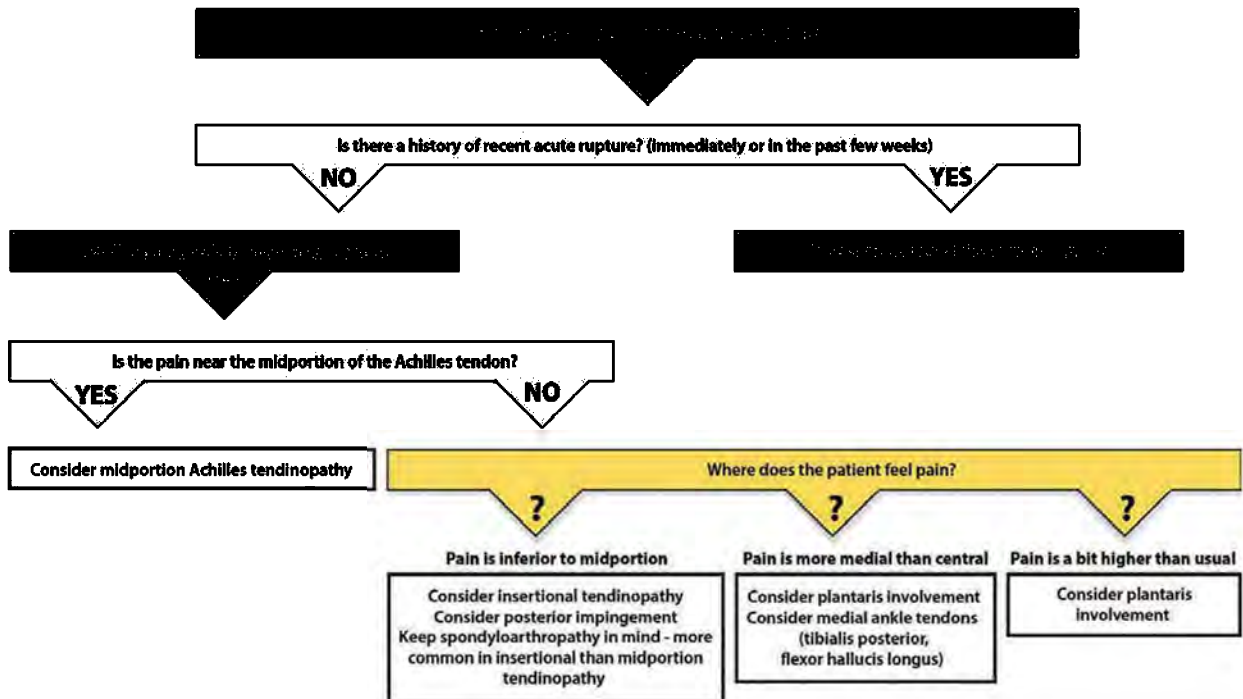 Is there a history of recent acute rupture? (immediately or in the past few weeks)
NO
YES
Is the pain near the midportion of the Achilles tendon?
YES
NO
Consider midportion Achilles tendinopathy
Where does the patient feel pain?
?
?
?
Pain is inferior to midportion
Consider insertional tendinopathy
Consider posterior impingement
Keep spondyloarthropathy in mind - more
common in insertional than midportion
tendinopathy
Pain is more medial than central
Consider plantaris involvement
Consider medial ankle tendons
(tibialis posterior,
flexor hallucis longus)
Pain is a bit higher than usual
Consider plantaris
involvement